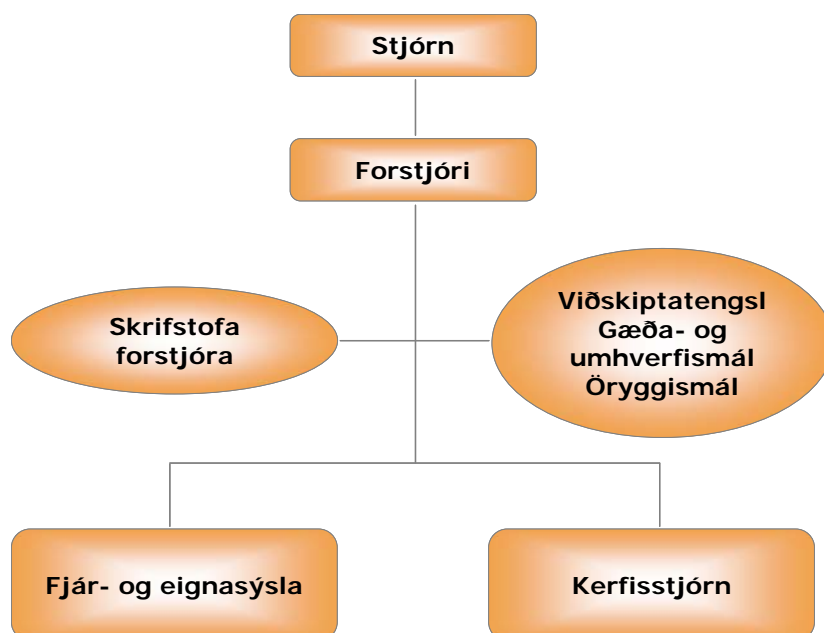 Stjórn
Forstjóri
Skrifstofa
forstjóra
Viðskiptatengsl
Gæða- og
umhverfismál
Öryggismál
Fjár- og eignasýsla
Kerfisstjórn